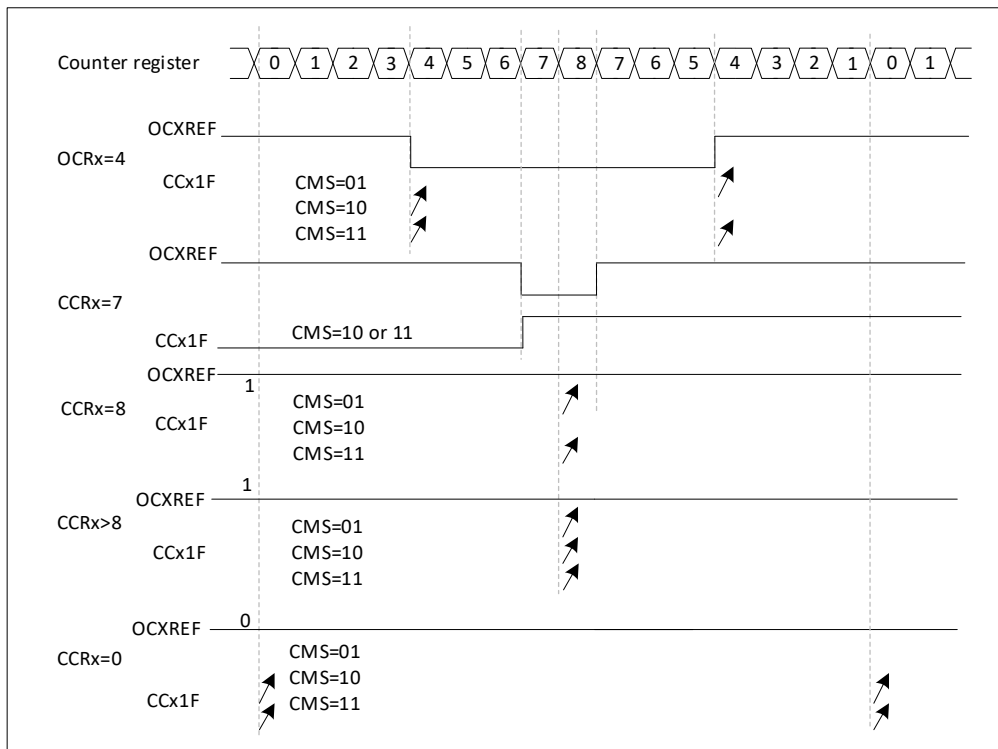 Counter register 0 1 2 3 4 5 6 7 8 7 6 5 4 3 2 1 0 1
OCXREF
OCRx=4
CCx1F
CMS=01
CMS=10
CMS=11
OCXREF
CCRx=7
CCx1F
CMS=10 or 11
OCXREF
1
CCRx=8
CCx1F
CMS=01
CMS=10
CMS=11
OCXREF
1
CCRx>8
CCx1F
CMS=01
CMS=10
CMS=11
OCXREF
0
CCRx=0
CCx1F
CMS=01
CMS=10
CMS=11